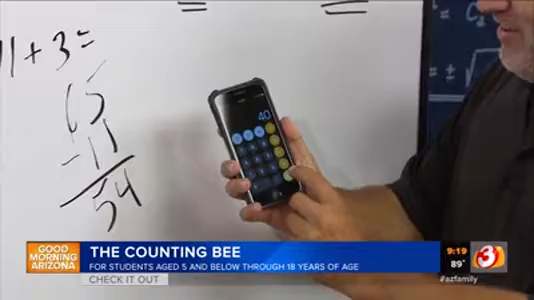 11 + 3 =
65
- 11
54
40
GOOD
MORNING
ARIZONA
THE COUNTING BEE
FOR STUDENTS AGED 5 AND BELOW THROUGH 18 YEARS OF AGE
CHECK IT OUT
9:19
89°
3
#azfamily